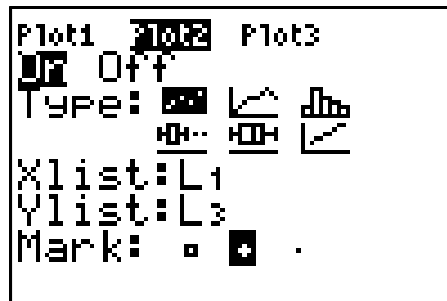 Plot1 Plot2 Plot3
On Off
Type:
Xlist:L₁
Ylist:L₃
Mark: